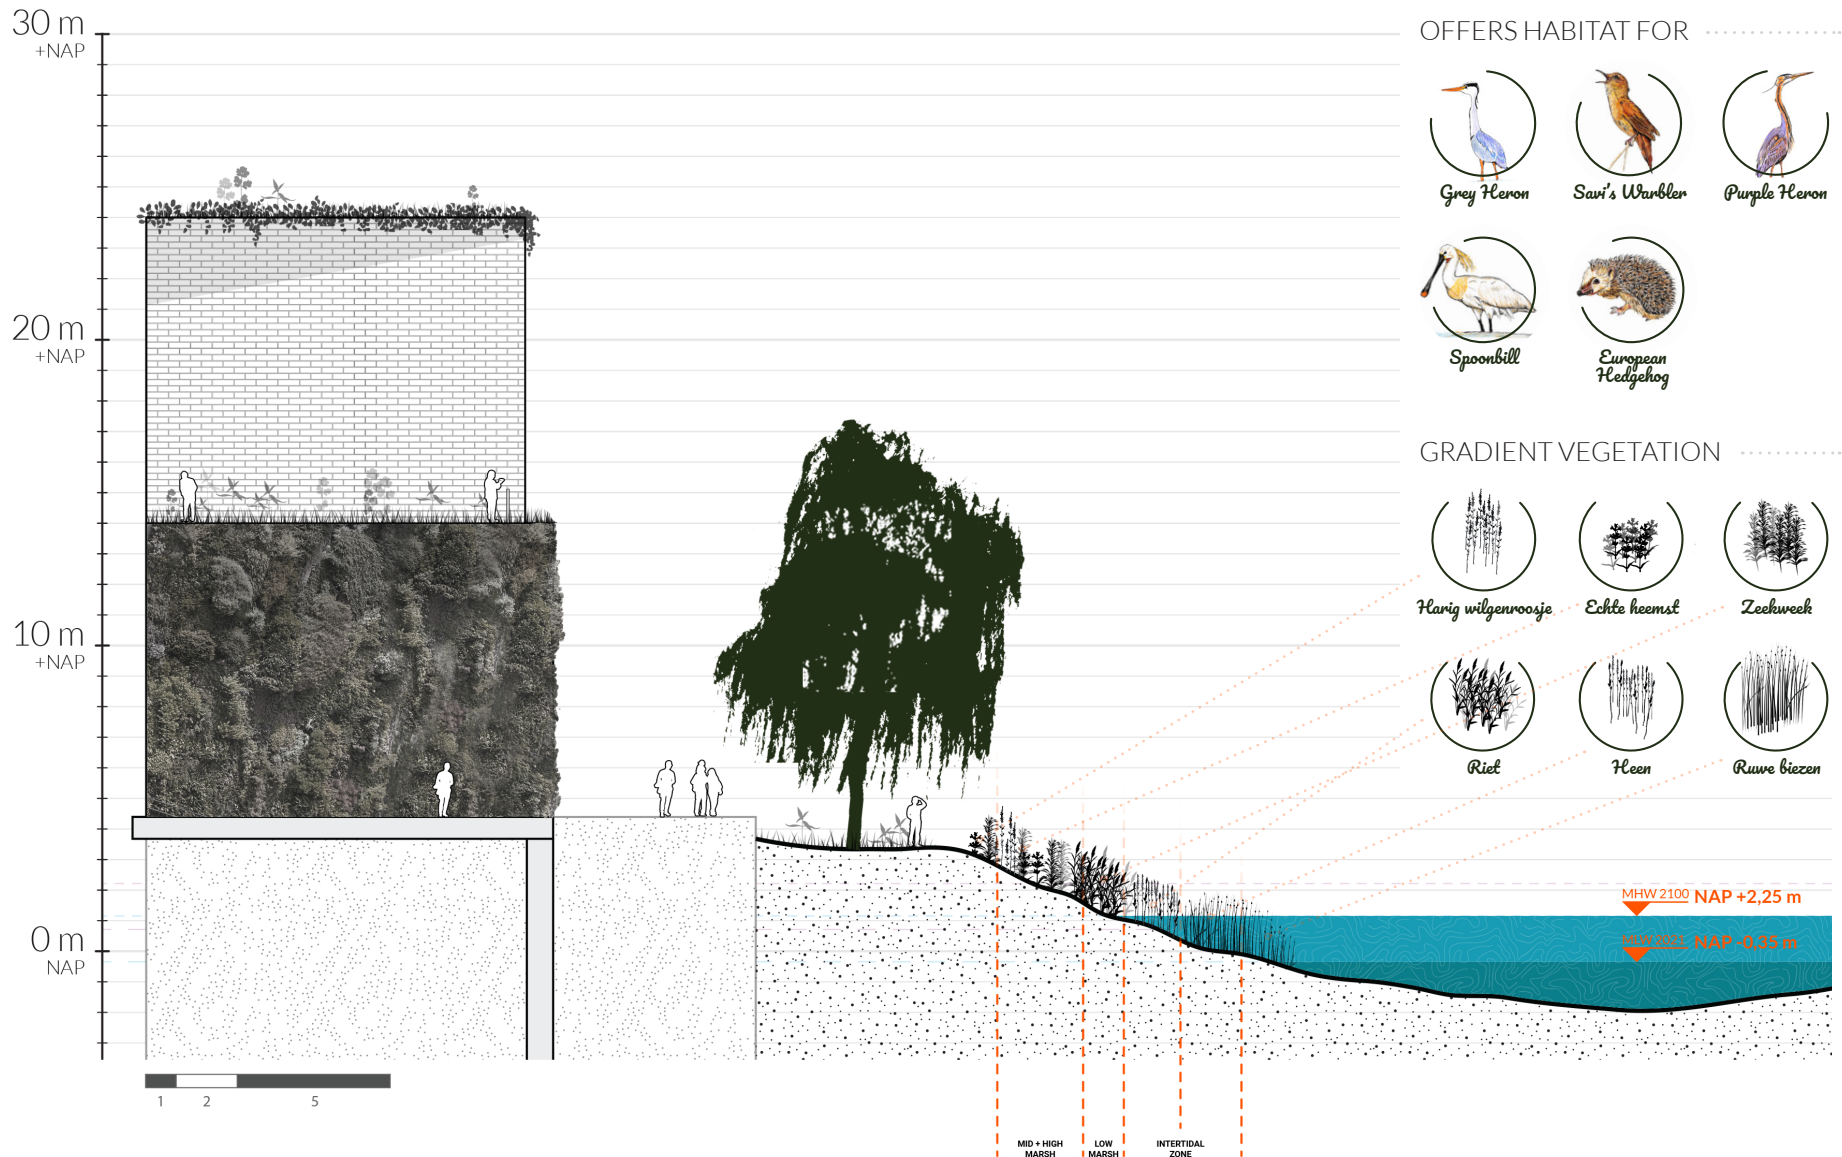 30 m
+NAP
20 m
+NAP
10 m
+NAP
0 m
NAP
OFFERS HABITAT FOR
Grey Heron
Savi's Warbler
Purple Heron
Spoonbill
European
Hedgehog
GRADIENT VEGETATION
Harig wilgenroosje
Echte heemst
Zeekweek
Riet
Heen
Ruwe biezen
MHW 2100 NAP +2,25 m
NAP -0,35 m
1 2 5
MID + HIGH
MARSH
LOW
MARSH
INTERTIDAL
ZONE